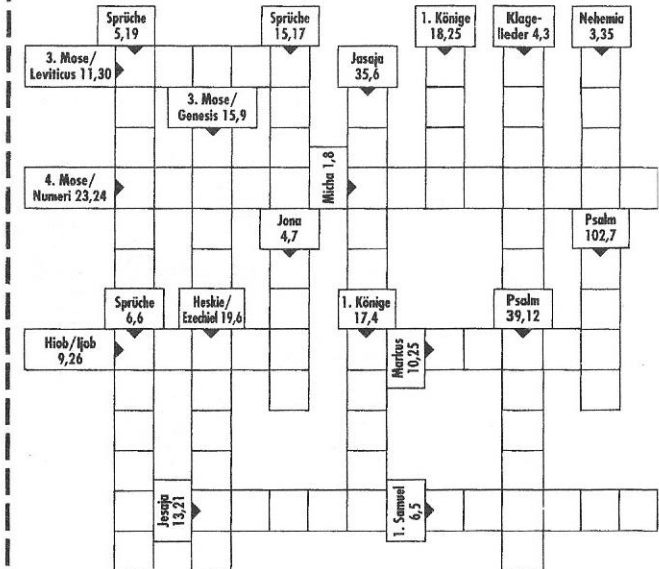 Sprüche
5,19
Sprüche
15,17
1. Könige
18,25
Klage-
lieder 4,3
Nehemia
3,35
3. Mose/
Leviticus 11,30
Jasaja
35,6
3. Mose/
Genesis 15,9
Micha 1,8
4. Mose/
Numeri 23,24
Jona
4,7
Psalm
102,7
Sprüche
6,6
Heskie/
Ezechiel 19,6
1. Könige
17,4
Psalm
39,12
Hiob/Ijob
9,26
Markus
10,25
Jesaja
13,21
1. Samuel
6,5